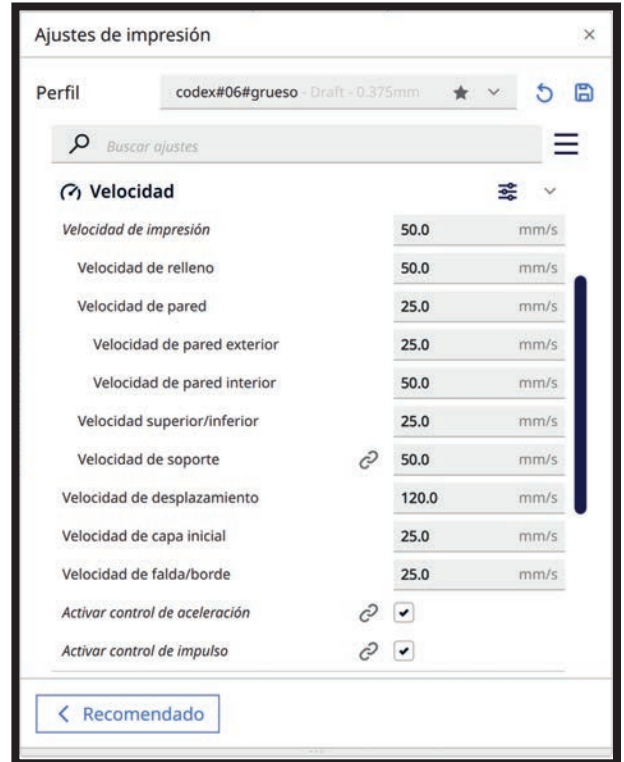 Ajustes de impresión
Perfil codex#06#grueso - Draft - 0.375mm
Buscar ajustes
Velocidad
Velocidad de impresión 50.0 mm/s
Velocidad de relleno 50.0 mm/s
Velocidad de pared 25.0 mm/s
Velocidad de pared exterior 25.0 mm/s
Velocidad de pared interior 50.0 mm/s
Velocidad superior/inferior 25.0 mm/s
Velocidad de soporte 50.0 mm/s
Velocidad de desplazamiento 120.0 mm/s
Velocidad de capa inicial 25.0 mm/s
Velocidad de falda/borde 25.0 mm/s
Activar control de aceleración
Activar control de impulso
Recomendado